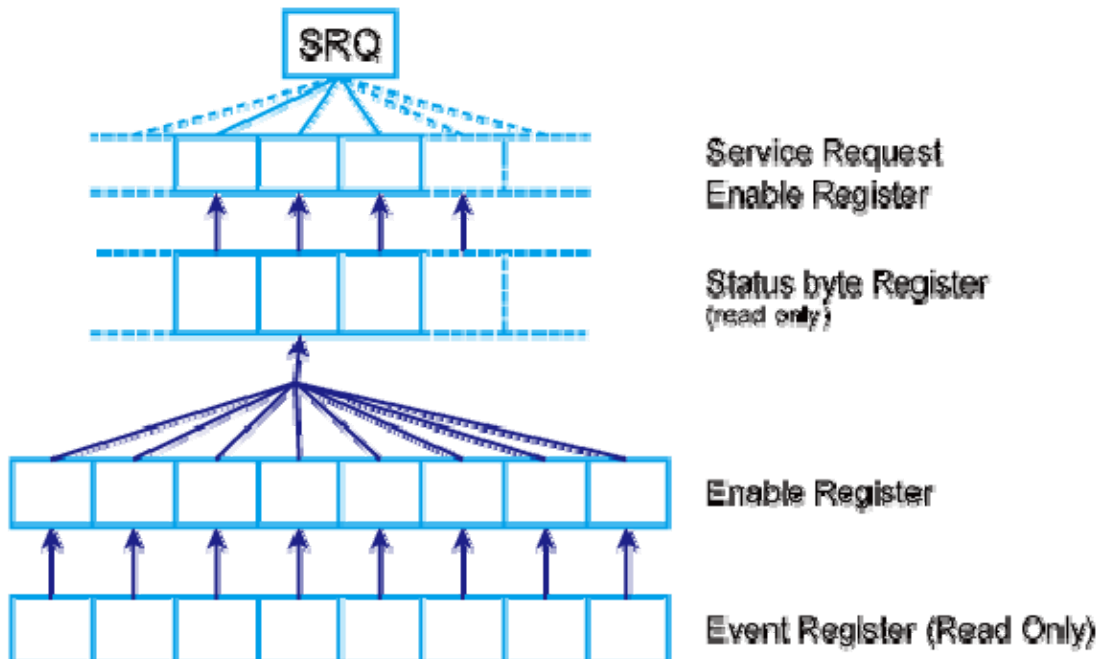 SRQ
Service Request
Enable Register
Status byte Register
(read only)
Enable Register
Event Register (Read Only)